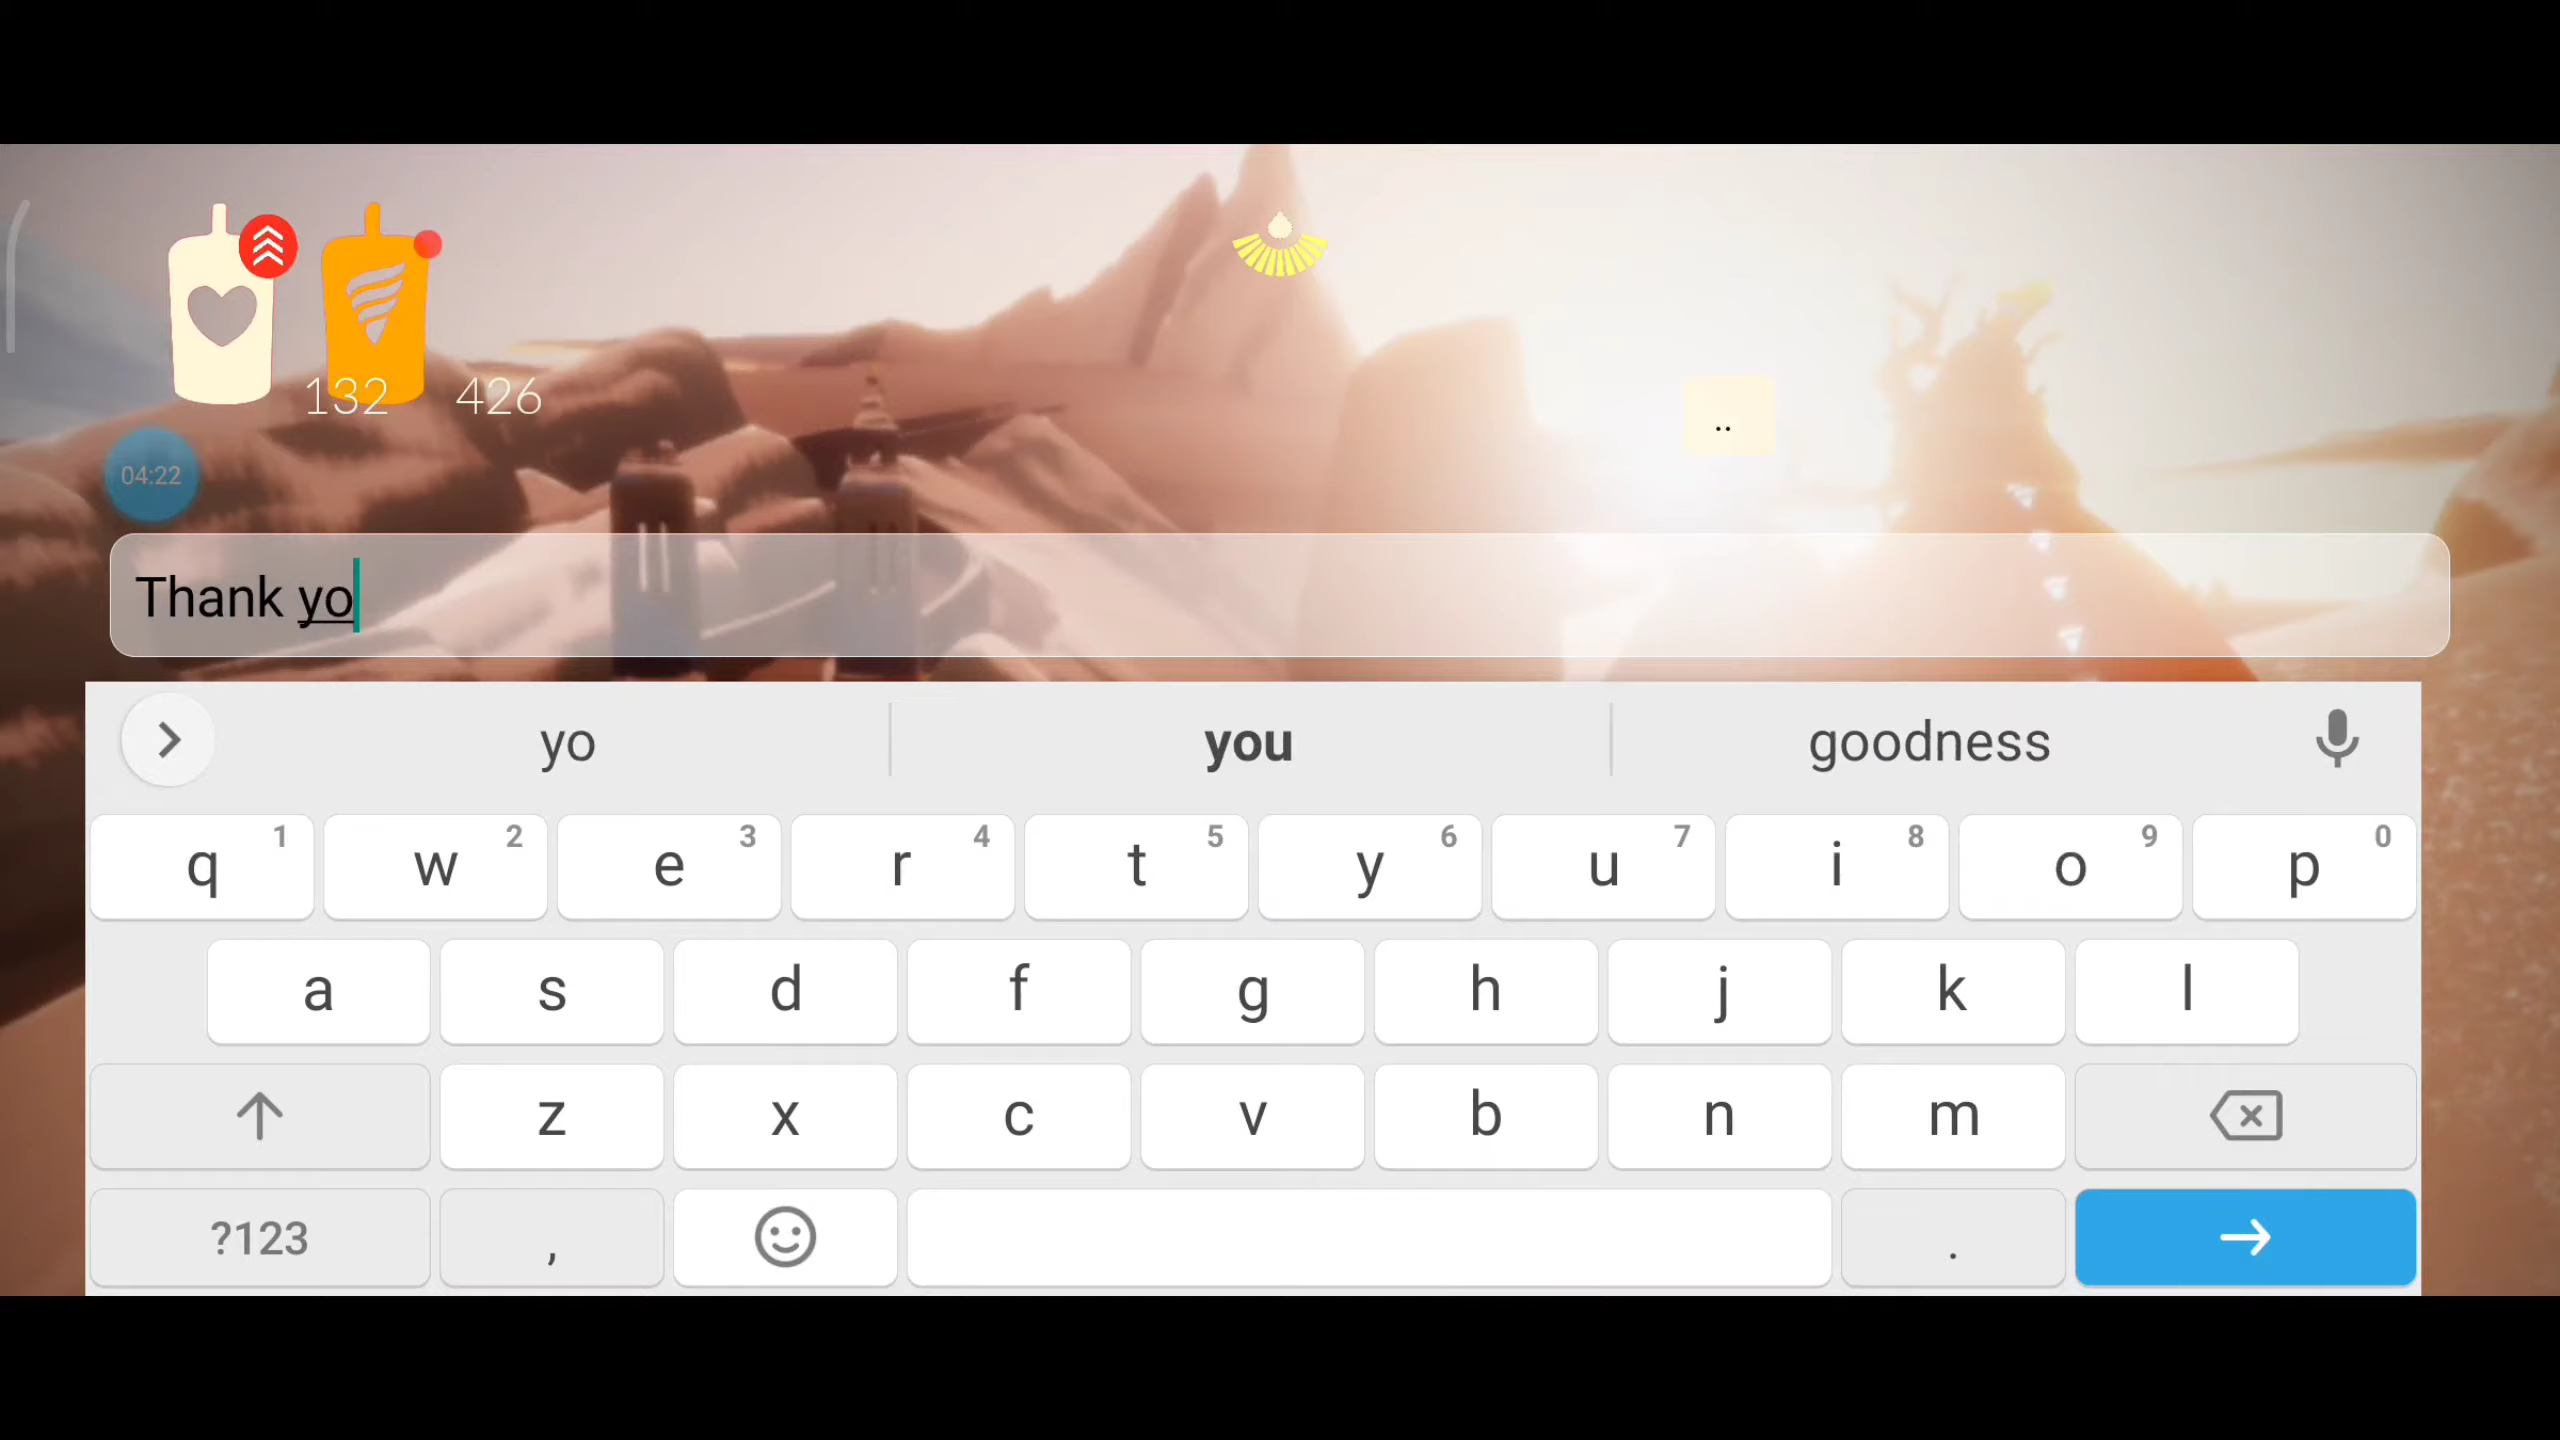 132 426
..
04:22
Thank yo
yo you goodness
q 1 w 2 e 3 r 4 t 5 y 6 u 7 i 8 o 9 p 0
a s d f g h j k l
z x c v b n m
?123 , .